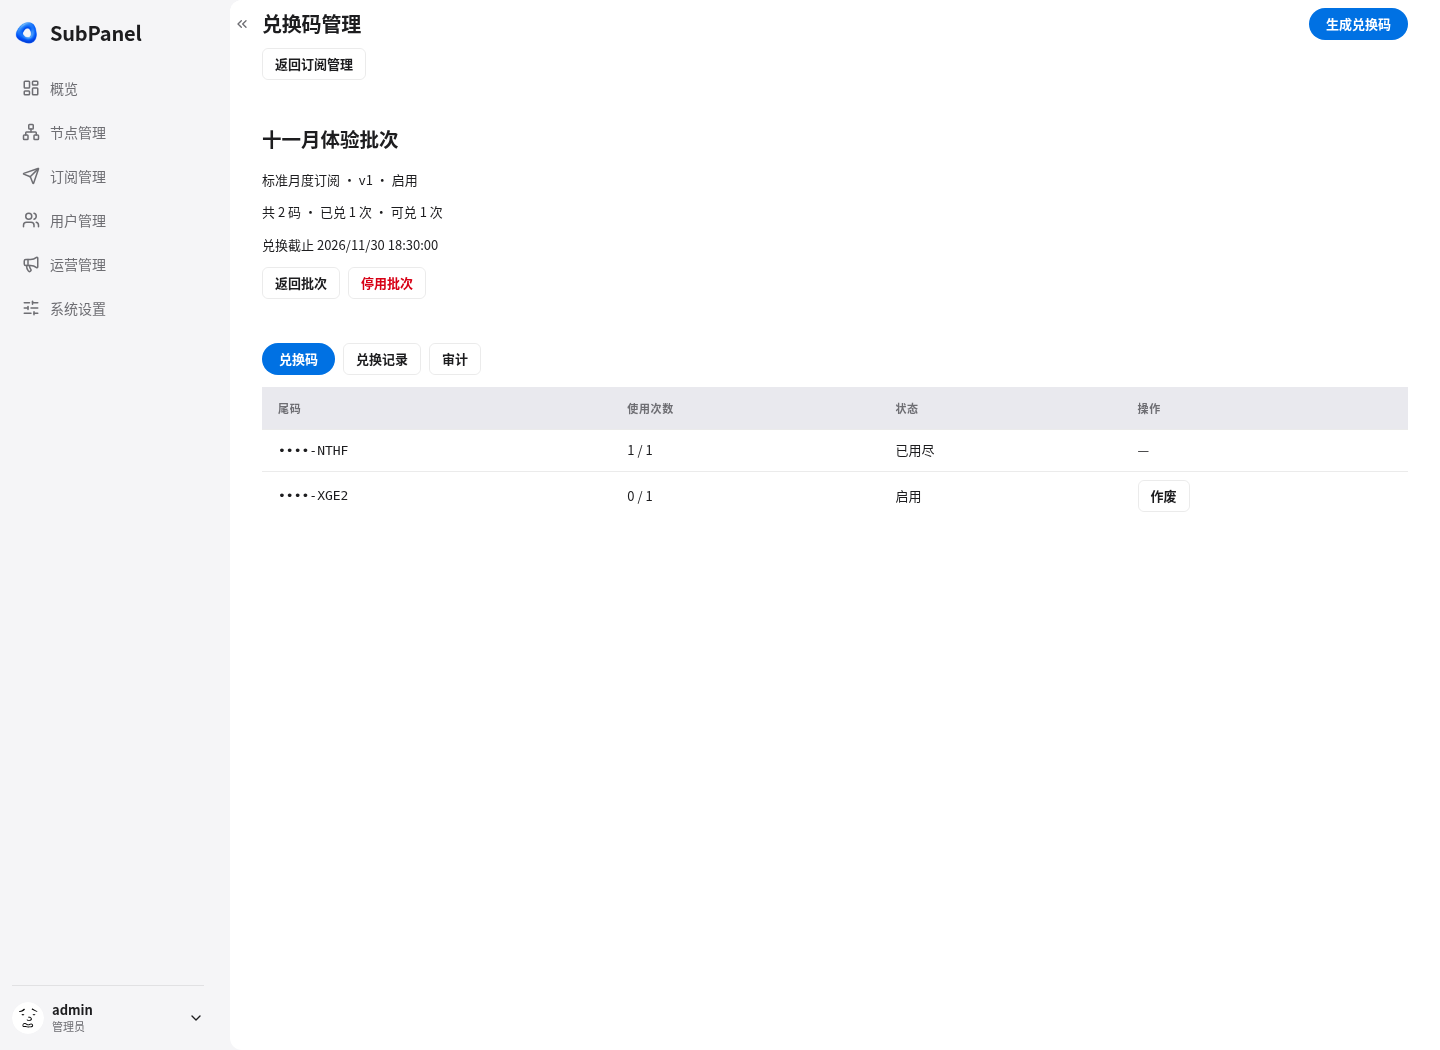 SubPanel
概览
节点管理
订阅管理
用户管理
运营管理
系统设置
admin
管理员
兑换码管理
生成兑换码
返回订阅管理
十一月体验批次
标准月度订阅 • v1 • 启用
共 2 码 • 已兑 1 次 • 可兑 1 次
兑换截止 2026/11/30 18:30:00
返回批次 停用批次
兑换码 兑换记录 审计
尾码 使用次数 状态 操作
••••-NTHF 1 / 1 已用尽 —
••••-XGE2 0 / 1 启用 作废